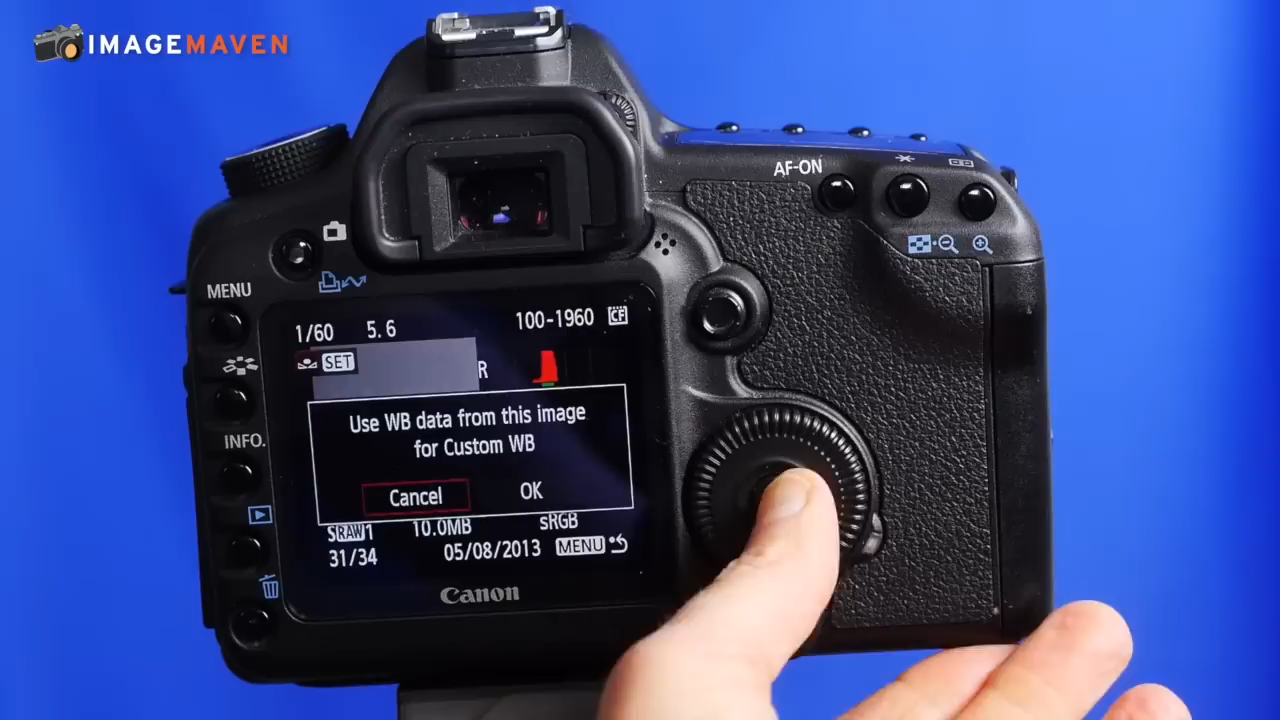 IMAGEMAVEN
AF-ON
MENU
1/60 5.6 100-1960 CF
SET R
Use WB data from this image
for Custom WB
INFO.
Cancel OK
SRAW1 10.0MB sRGB
31/34 05/08/2013 MENU
Canon